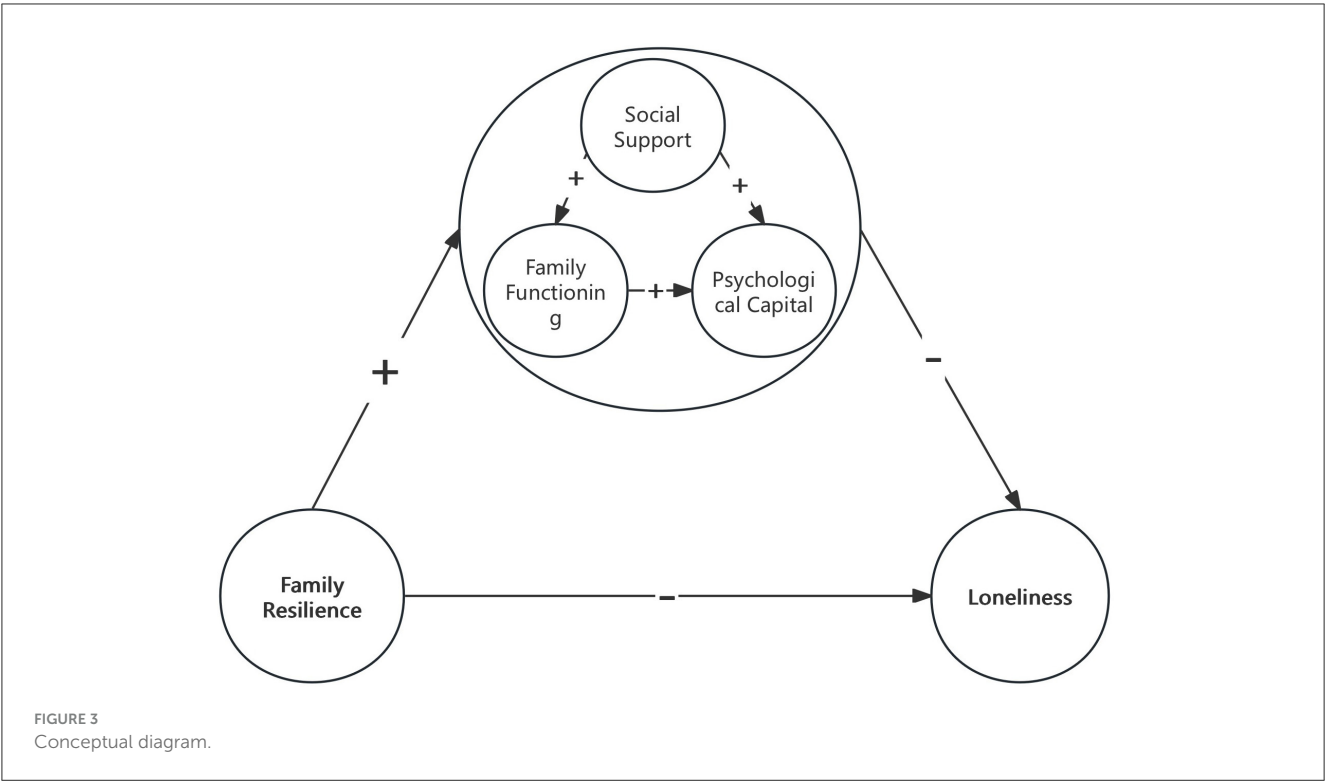 Social
Support
+
+
Family
Functionin
g
+
Psychologi
cal Capital
+
−
Family
Resilience
−
Loneliness
FIGURE 3
Conceptual diagram.